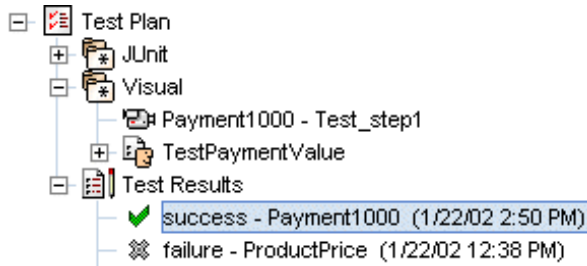 Test Plan
JUnit
Visual
Payment1000 - Test_step1
TestPaymentValue
Test Results
success - Payment1000 (1/22/02 2:50 PM)
failure - ProductPrice (1/22/02 12:38 PM)